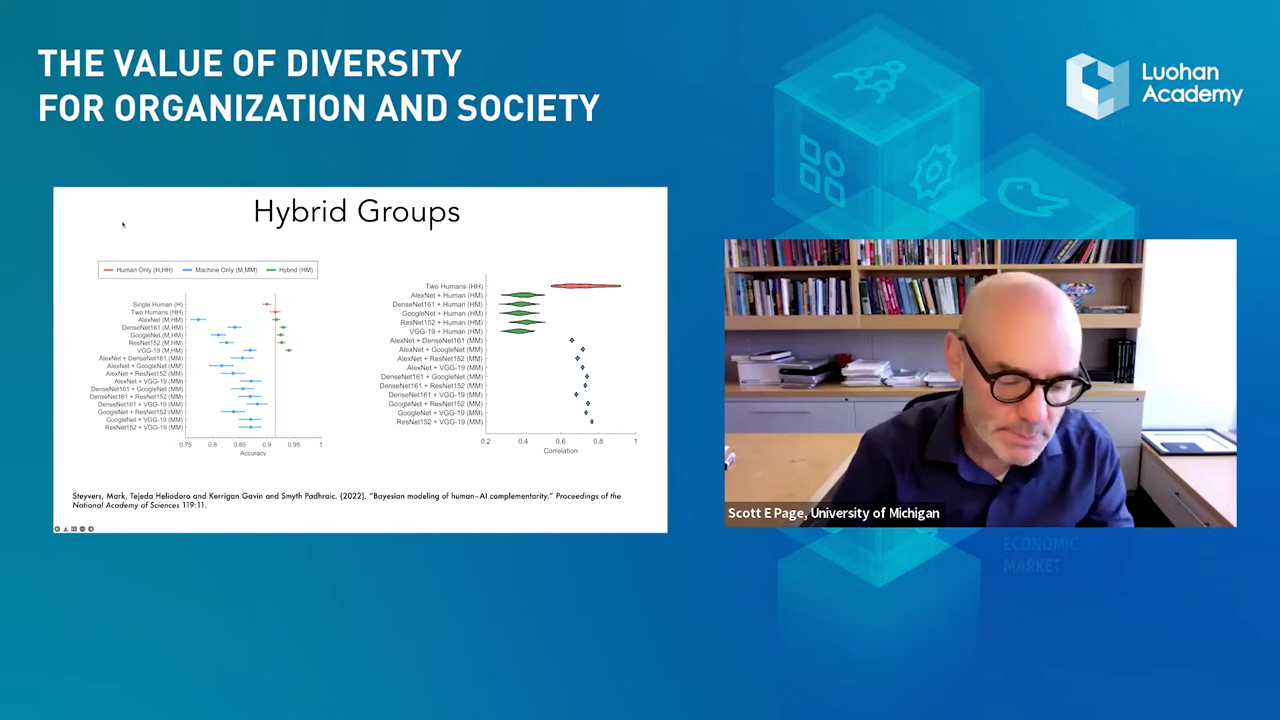 THE VALUE OF DIVERSITY
FOR ORGANIZATION AND SOCIETY
Luohan
Academy
Hybrid Groups
Human Only (H,HH)
Machine Only (M,MM)
Hybrid (HM)
Single Human (H)
Two Humans (HH)
AlexNet (M,HM)
DenseNet161 (M,HM)
GoogleNet (M,HM)
ResNet152 (M,HM)
VGG-19 (M,HM)
AlexNet + DenseNet161 (MM)
AlexNet + GoogleNet (MM)
AlexNet + ResNet152 (MM)
AlexNet + VGG-19 (MM)
DenseNet161 + GoogleNet (MM)
DenseNet161 + ResNet152 (MM)
DenseNet161 + VGG-19 (MM)
GoogleNet + ResNet152 (MM)
GoogleNet + VGG-19 (MM)
ResNet152 + VGG-19 (MM)
0.75 0.8 0.85 0.9 0.95 1
Accuracy
Two Humans (HH)
AlexNet + Human (HM)
DenseNet161 + Human (HM)
GoogleNet + Human (HM)
ResNet152 + Human (HM)
VGG-19 + Human (HM)
AlexNet + DenseNet161 (MM)
AlexNet + GoogleNet (MM)
AlexNet + ResNet152 (MM)
AlexNet + VGG-19 (MM)
DenseNet161 + GoogleNet (MM)
DenseNet161 + ResNet152 (MM)
DenseNet161 + VGG-19 (MM)
GoogleNet + ResNet152 (MM)
GoogleNet + VGG-19 (MM)
ResNet152 + VGG-19 (MM)
0.2 0.4 0.6 0.8 1
Correlation
Steyvers, Mark, Tejeda Heliodoro and Kerrigan Gavin and Smyth Padhraic. (2022). "Bayesian modeling of human–AI complementarity." Proceedings of the
National Academy of Sciences 119:11.
Scott E Page, University of Michigan
ECONOMIC
MARKET